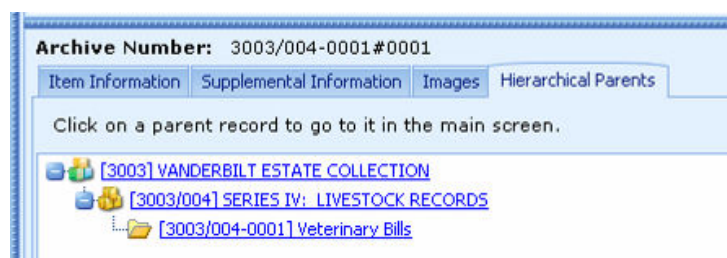 Archive Number: 3003/004-0001#0001
Item Information Supplemental Information Images Hierarchical Parents
Click on a parent record to go to it in the main screen.
[3003] VANDERBILT ESTATE COLLECTION
[3003/004] SERIES IV: LIVESTOCK RECORDS
[3003/004-0001] Veterinary Bills